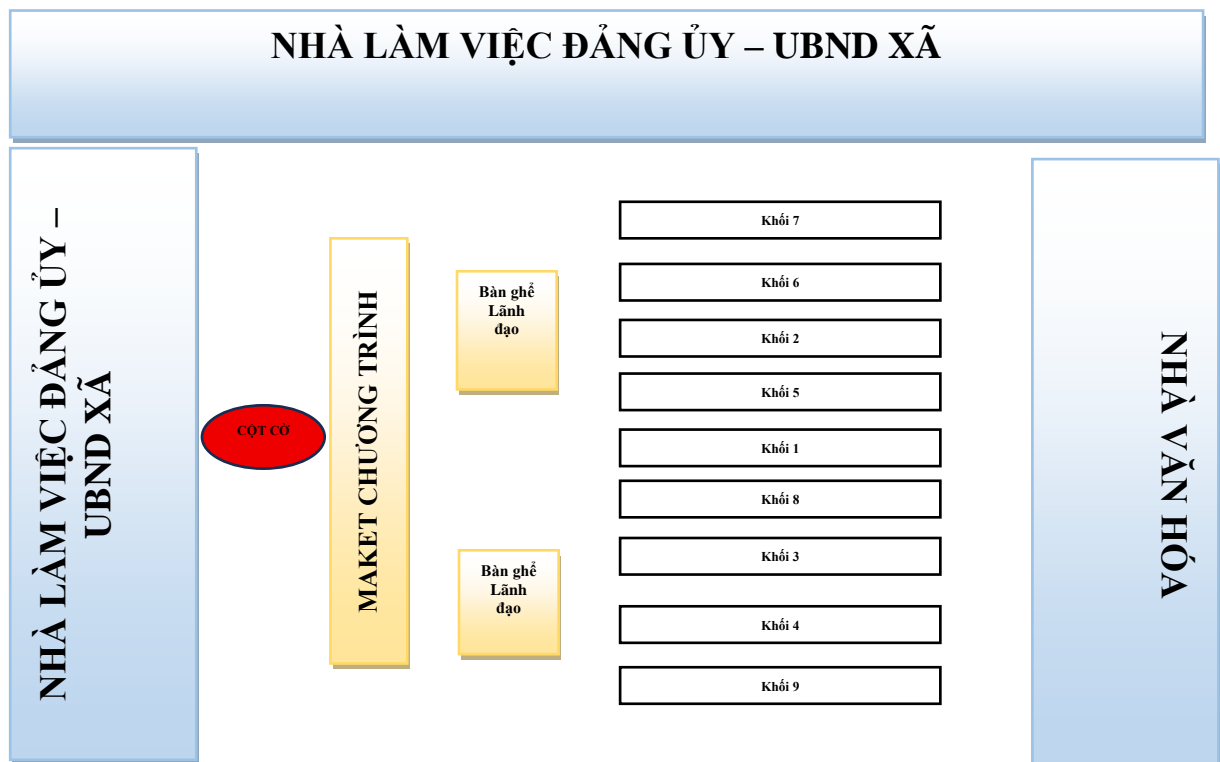 NHÀ LÀM VIỆC ĐẢNG ỦY – UBND XÃ
NHÀ LÀM VIỆC ĐẢNG ỦY –
UBND XÃ
CỘT CỜ
MAKET CHƯƠNG TRÌNH
Bàn ghế
Lãnh
đạo
Bàn ghế
Lãnh
đạo
Khối 7
Khối 6
Khối 2
Khối 5
Khối 1
Khối 8
Khối 3
Khối 4
Khối 9
NHÀ VĂN HÓA